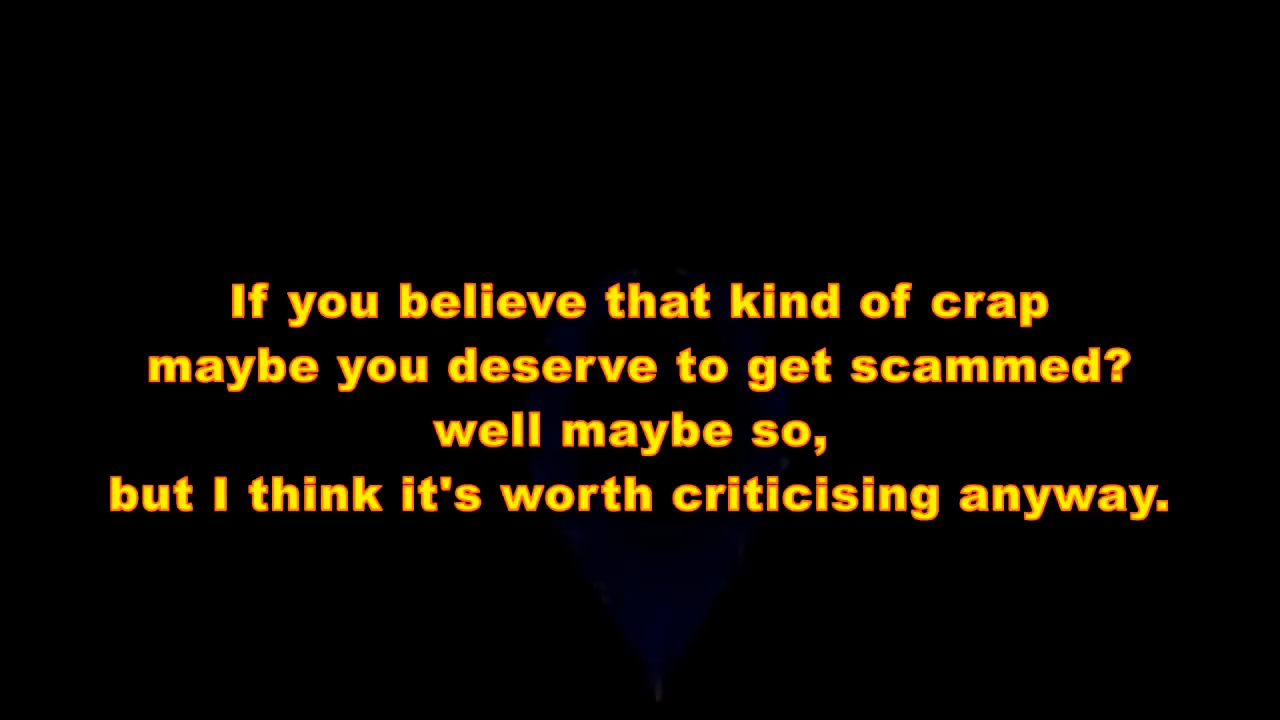 If you believe that kind of crap
maybe you deserve to get scammed?
well maybe so,
but I think it's worth criticising anyway.